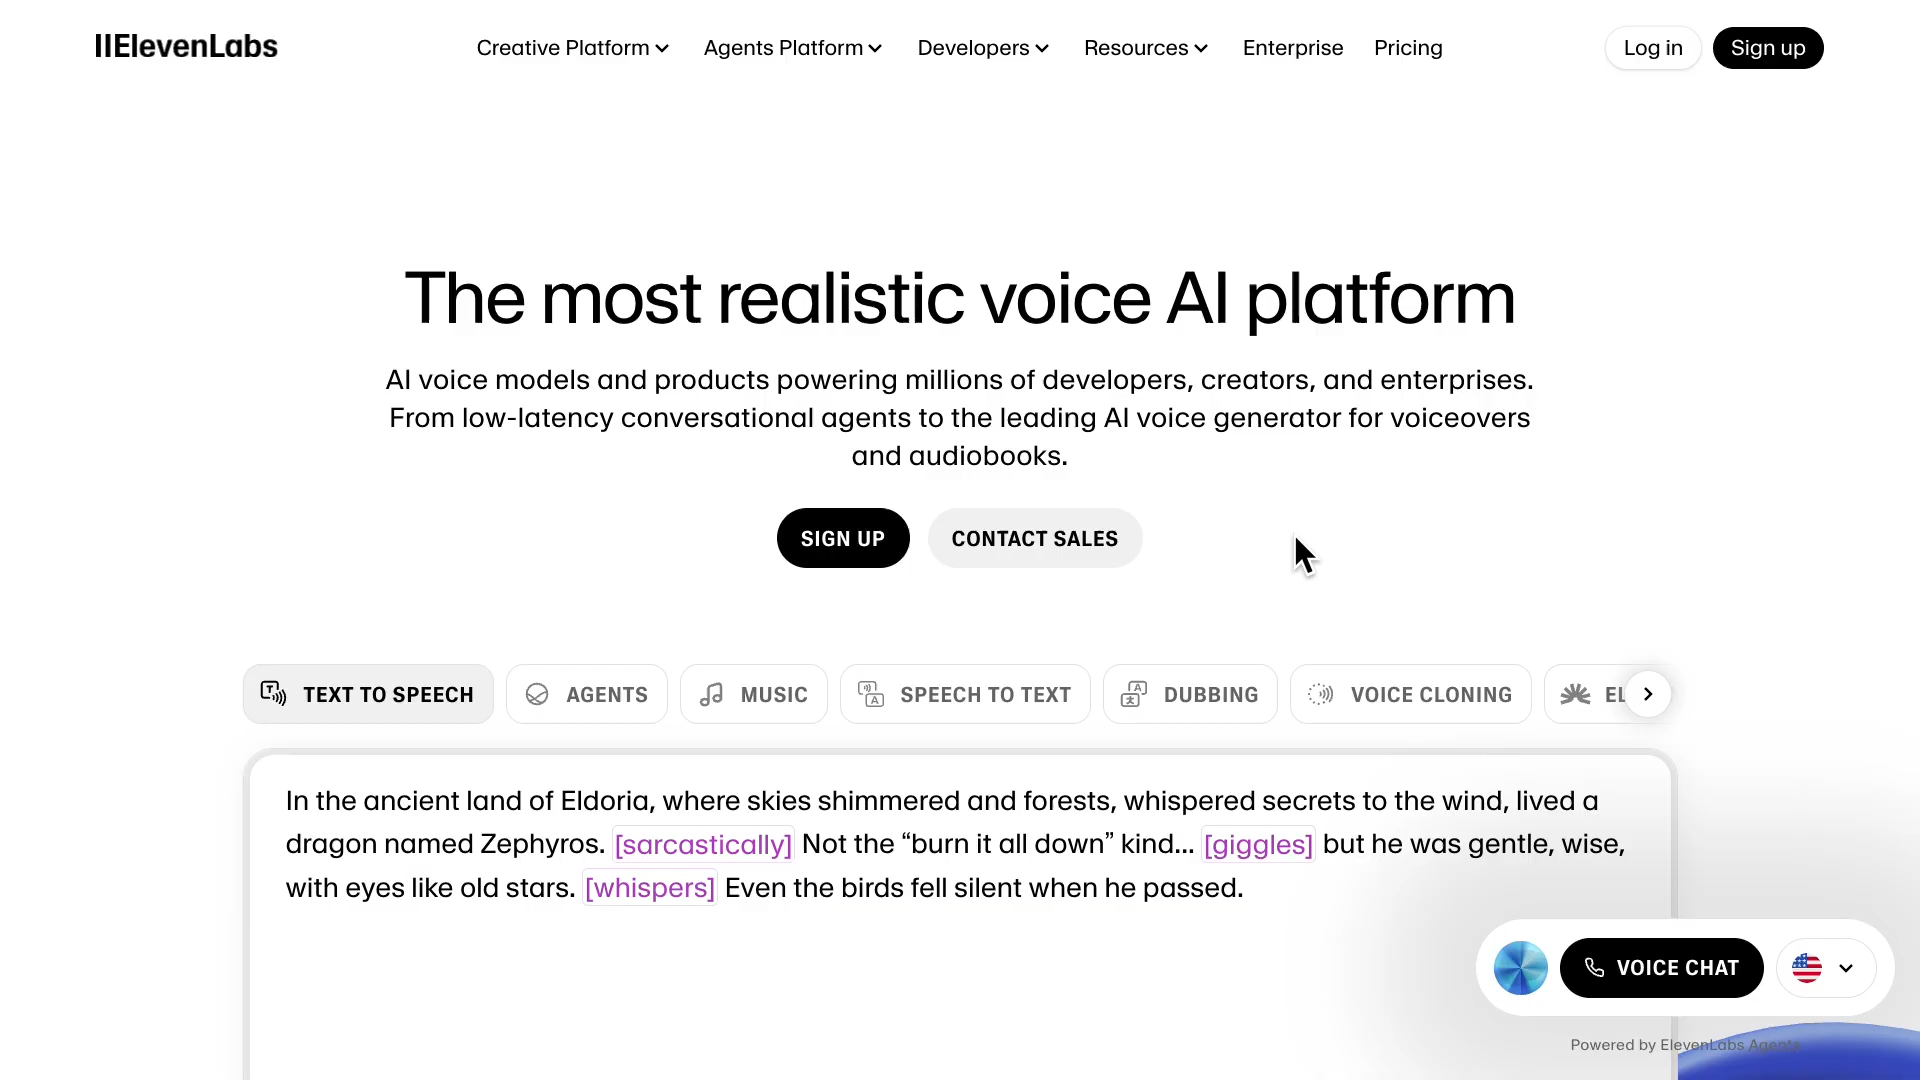 IIElevenLabs
Creative Platform
Agents Platform
Developers
Resources
Enterprise
Pricing
Log in
Sign up
The most realistic voice AI platform
AI voice models and products powering millions of developers, creators, and enterprises.
From low-latency conversational agents to the leading AI voice generator for voiceovers
and audiobooks.
SIGN UP
CONTACT SALES
TEXT TO SPEECH
AGENTS
MUSIC
SPEECH TO TEXT
DUBBING
VOICE CLONING
In the ancient land of Eldoria, where skies shimmered and forests, whispered secrets to the wind, lived a
dragon named Zephyros. [sarcastically] Not the “burn it all down” kind... [giggles] but he was gentle, wise,
with eyes like old stars. [whispers] Even the birds fell silent when he passed.
VOICE CHAT
Powered by ElevenLabs Agents